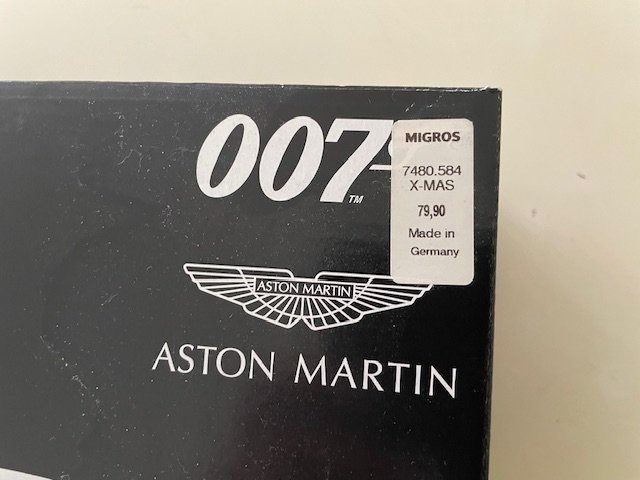 007
TM
MIGROS
7480.584
X-MAS
79,90
Made in
Germany
ASTON MARTIN
ASTON MARTIN